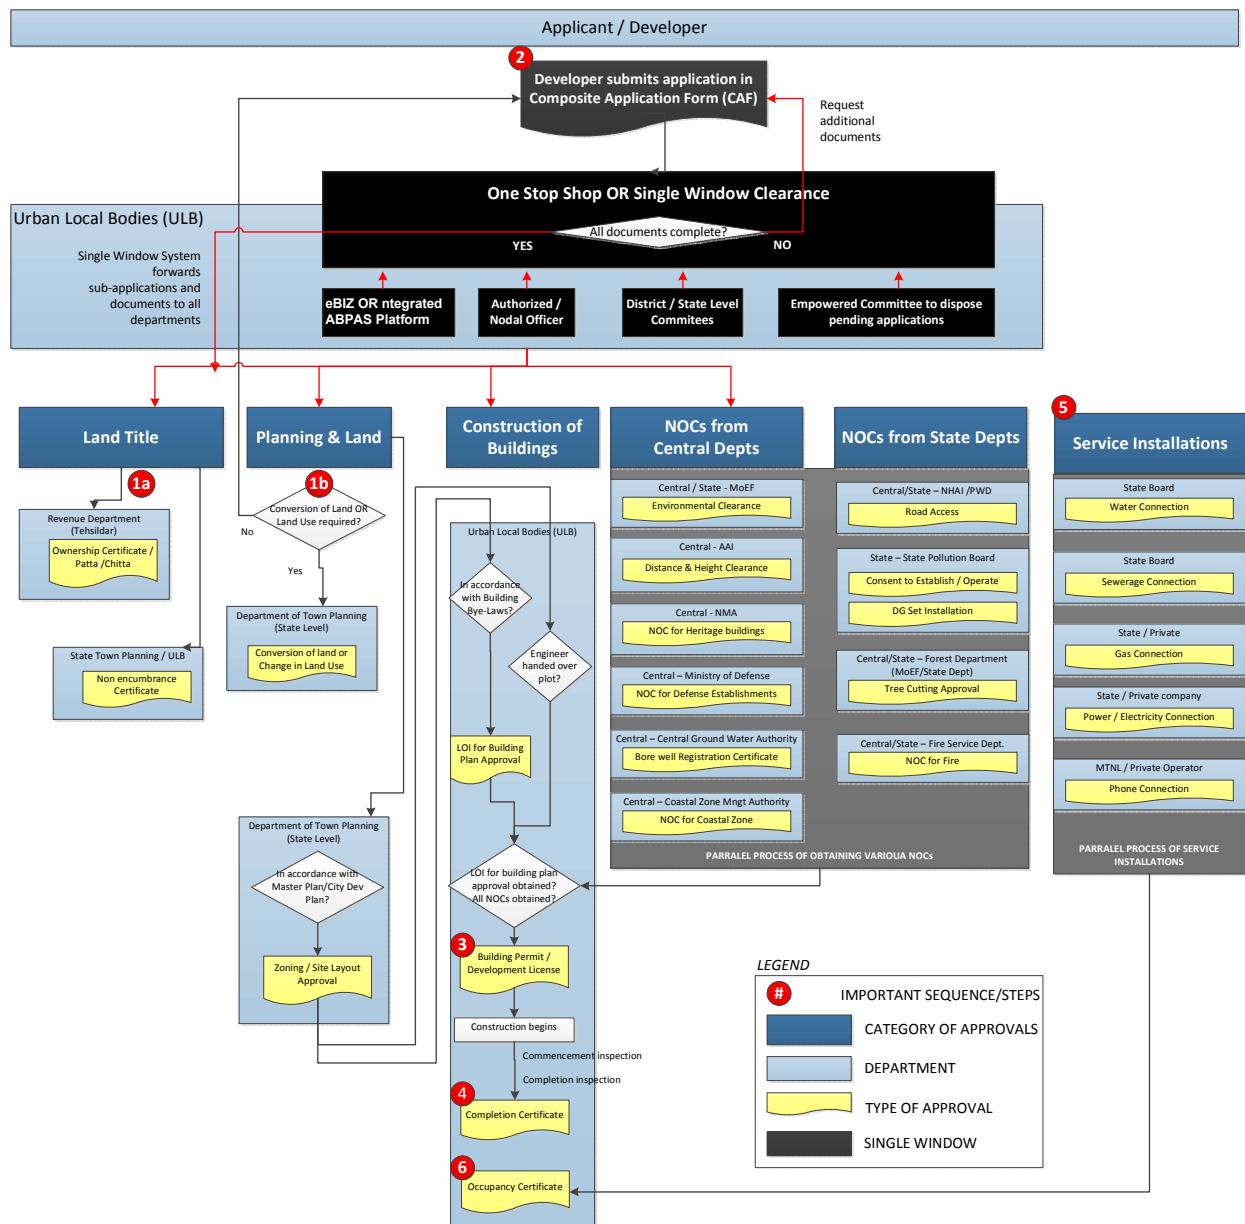 Applicant / Developer
2
Developer submits application in
Composite Application Form (CAF)
Request
additional
documents
One Stop Shop OR Single Window Clearance
Urban Local Bodies (ULB)
All documents complete?
YES
NO
Single Window System
forwards
sub-applications and
documents to all
departments
eBIZ OR ntegrated
ABPAS Platform
Authorized /
Nodal Officer
District / State Level
Commitees
Empowered Committee to dispose
pending applications
Land Title
Planning & Land
Construction of
Buildings
NOCs from
Central Depts
NOCs from State Depts
5
Service Installations
1a
Revenue Department
(Tehsildar)
Ownership Certificate /
Patta /Chitta
State Town Planning / ULB
Non encumbrance
Certificate
1b
Conversion of Land OR
Land Use required?
No
Yes
Department of Town Planning
(State Level)
Conversion of land or
Change in Land Use
Department of Town Planning
(State Level)
In accordance with
Master Plan/City Dev
Plan?
Zoning / Site Layout
Approval
Urban Local Bodies (ULB)
In accordance
with Building
Bye-Laws?
Engineer
handed over
plot?
LOI for Building
Plan Approval
LOI for building plan
approval obtained?
All NOCs obtained?
3
Building Permit /
Development License
Construction begins
Commencement inspection
Completion inspection
4
Completion Certificate
6
Occupancy Certificate
Central / State - MoEF
Environmental Clearance
Central - AAI
Distance & Height Clearance
Central - NMA
NOC for Heritage buildings
Central – Ministry of Defense
NOC for Defense Establishments
Central – Central Ground Water Authority
Bore well Registration Certificate
Central – Coastal Zone Mngt Authority
NOC for Coastal Zone
Central/State – NHAI /PWD
Road Access
State – State Pollution Board
Consent to Establish / Operate
DG Set Installation
Central/State – Forest Department
(MoEF/State Dept)
Tree Cutting Approval
Central/State – Fire Service Dept.
NOC for Fire
PARRALEL PROCESS OF OBTAINING VARIOUA NOCs
State Board
Water Connection
State Board
Sewerage Connection
State / Private
Gas Connection
State / Private company
Power / Electricity Connection
MTNL / Private Operator
Phone Connection
PARRALEL PROCESS OF SERVICE
INSTALLATIONS
LEGEND
#
IMPORTANT SEQUENCE/STEPS
CATEGORY OF APPROVALS
DEPARTMENT
TYPE OF APPROVAL
SINGLE WINDOW